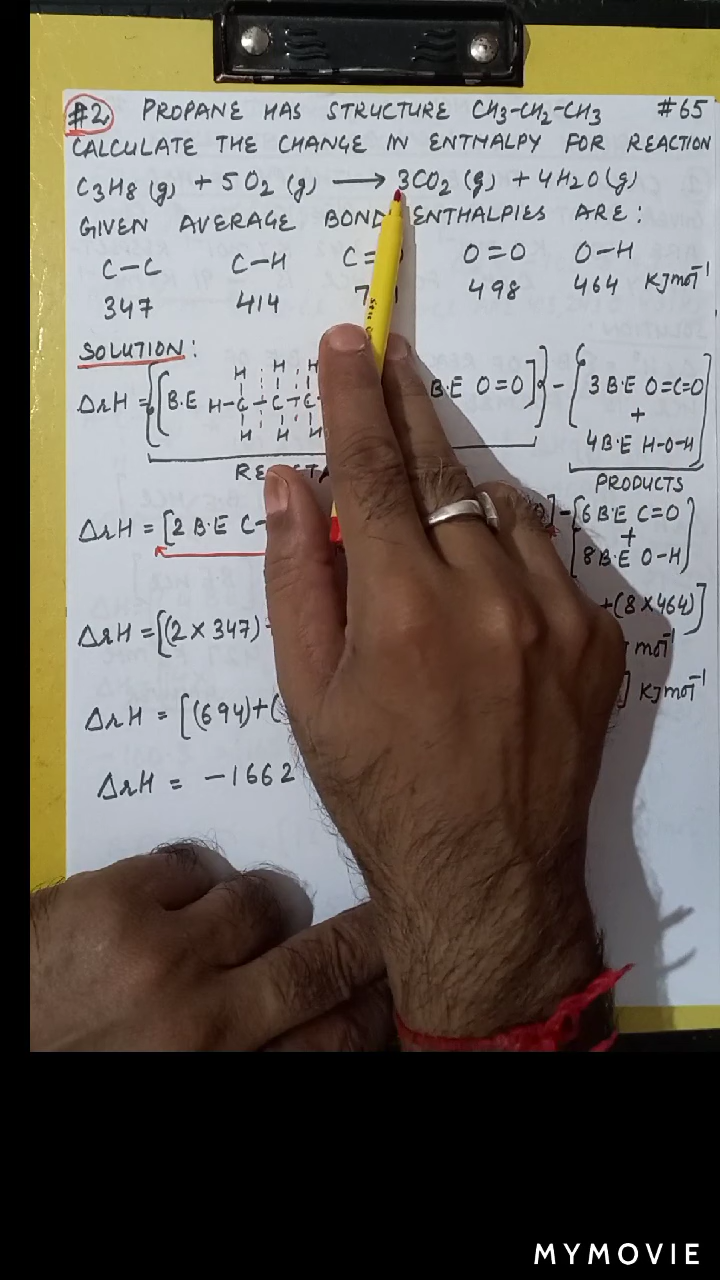 #2 PROPANE HAS STRUCTURE CH3-CH2-CH3 #65
CALCULATE THE CHANGE IN ENTHALPY FOR REACTION
C3H8 (g) + 5O2 (g) ⟶ 3CO2 (g) + 4H2O (g)
GIVEN AVERAGE BOND ENTHALPIES ARE :
C-C C-H C= O=O O-H
347 414 7 498 464 KJmol⁻¹
SOLUTION :
H H H
ΔrH = {[B.E H-C-C-C B.E O=O]} - [3 B.E O=C=O
+
H H H 4 B.E H-O-H]
PRODUCTS
ΔrH = [2 B.E C- ] - [6 B.E C=O
+
8 B.E O-H]
ΔrH = [(2 × 347) +(8 × 464)]
mol⁻¹
ΔrH = [(694)+( ] KJmol⁻¹
ΔrH = -1662
MYMOVIE